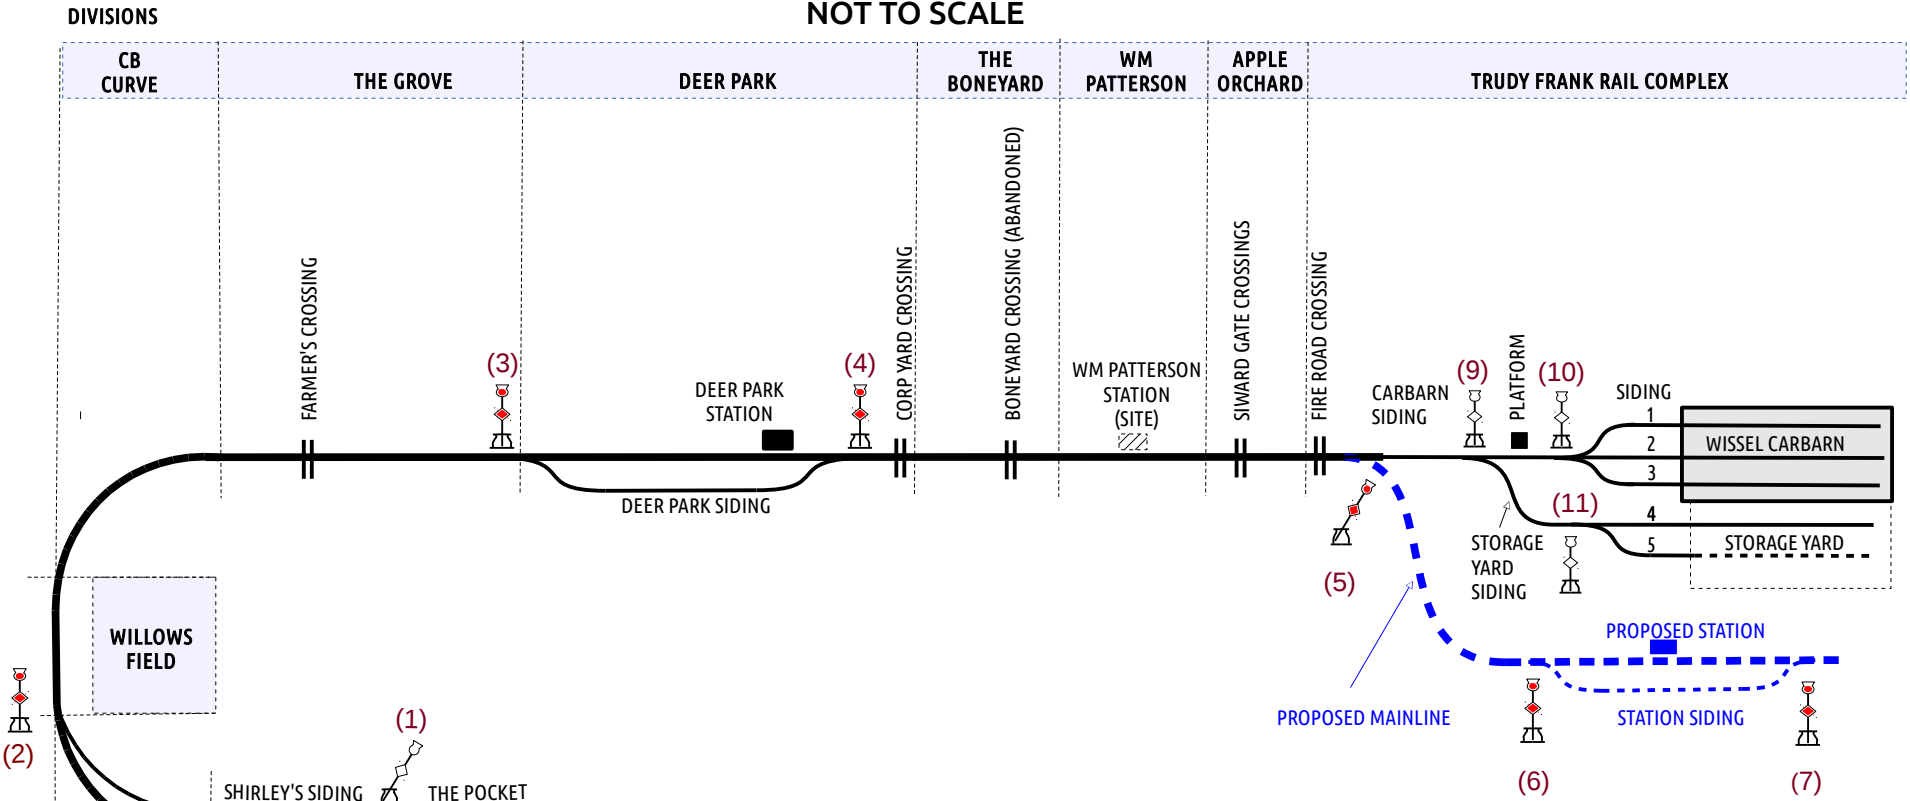 DIVISIONS
NOT TO SCALE
CB
CURVE
THE GROVE
DEER PARK
THE
BONEYARD
WM
PATTERSON
APPLE
ORCHARD
TRUDY FRANK RAIL COMPLEX
FARMER'S CROSSING
(3)
DEER PARK
STATION
(4)
CORP YARD CROSSING
BONEYARD CROSSING (ABANDONED)
WM PATTERSON
STATION
(SITE)
SIWARD GATE CROSSINGS
FIRE ROAD CROSSING
CARBARN
SIDING
(9)
PLATFORM
(10)
SIDING
1
2
3
WISSEL CARBARN
DEER PARK SIDING
(11)
4
5
STORAGE YARD
STORAGE
YARD
SIDING
(5)
WILLOWS
FIELD
PROPOSED STATION
PROPOSED MAINLINE
STATION SIDING
(1)
(2)
(6)
(7)
SHIRLEY'S SIDING
THE POCKET